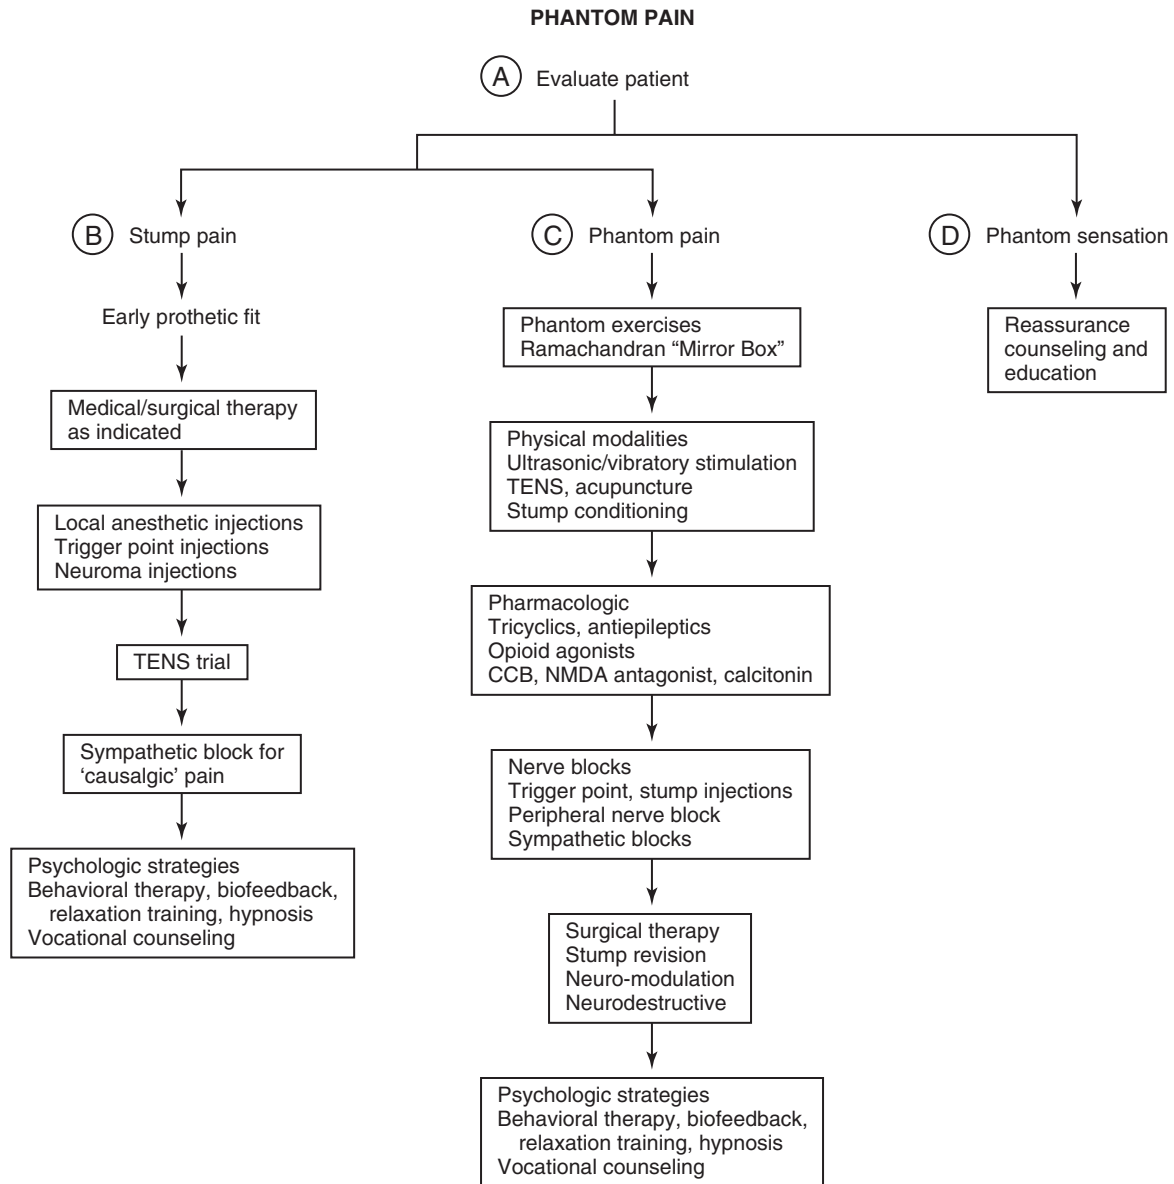 PHANTOM PAIN
A Evaluate patient
B Stump pain
Early prothetic fit
Medical/surgical therapy
as indicated
Local anesthetic injections
Trigger point injections
Neuroma injections
TENS trial
Sympathetic block for
‘causalgic’ pain
Psychologic strategies
Behavioral therapy, biofeedback,
relaxation training, hypnosis
Vocational counseling
C Phantom pain
Phantom exercises
Ramachandran “Mirror Box”
Physical modalities
Ultrasonic/vibratory stimulation
TENS, acupuncture
Stump conditioning
Pharmacologic
Tricyclics, antiepileptics
Opioid agonists
CCB, NMDA antagonist, calcitonin
Nerve blocks
Trigger point, stump injections
Peripheral nerve block
Sympathetic blocks
Surgical therapy
Stump revision
Neuro-modulation
Neurodestructive
Psychologic strategies
Behavioral therapy, biofeedback,
relaxation training, hypnosis
Vocational counseling
D Phantom sensation
Reassurance
counseling and
education